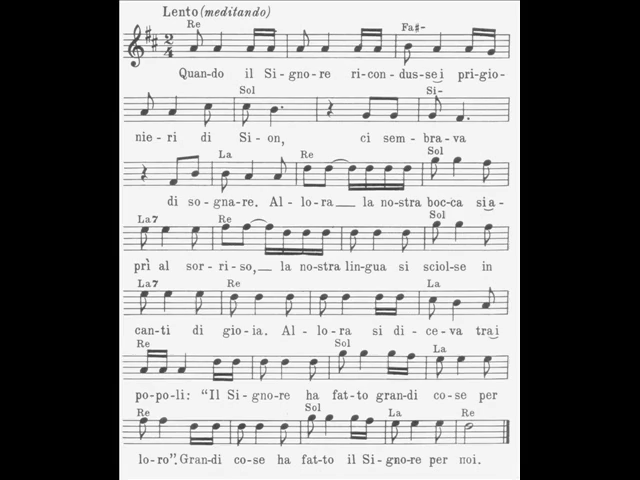 Lento (meditando)
Re Fa#-
Quan-do il Si-gno-re ri-con-dus-se i pri-gio-
Sol Si-
nie-ri di Si-on, ci sem-bra-va
La Re Sol
di so-gna-re. Al-lo-ra la no-stra boc-ca si a-
La7 Re Sol
prì al sor-ri-so, la no-stra lin-gua si sciol-se in
La7 Re La
can-ti di gio-ia. Al-lo-ra si di-ce-va tra i
Re Sol La
po-po-li: "Il Si-gno-re ha fat-to gran-di co-se per
Re Sol La Re
lo-ro". Gran-di co-se ha fat-to il Si-gno-re per noi.